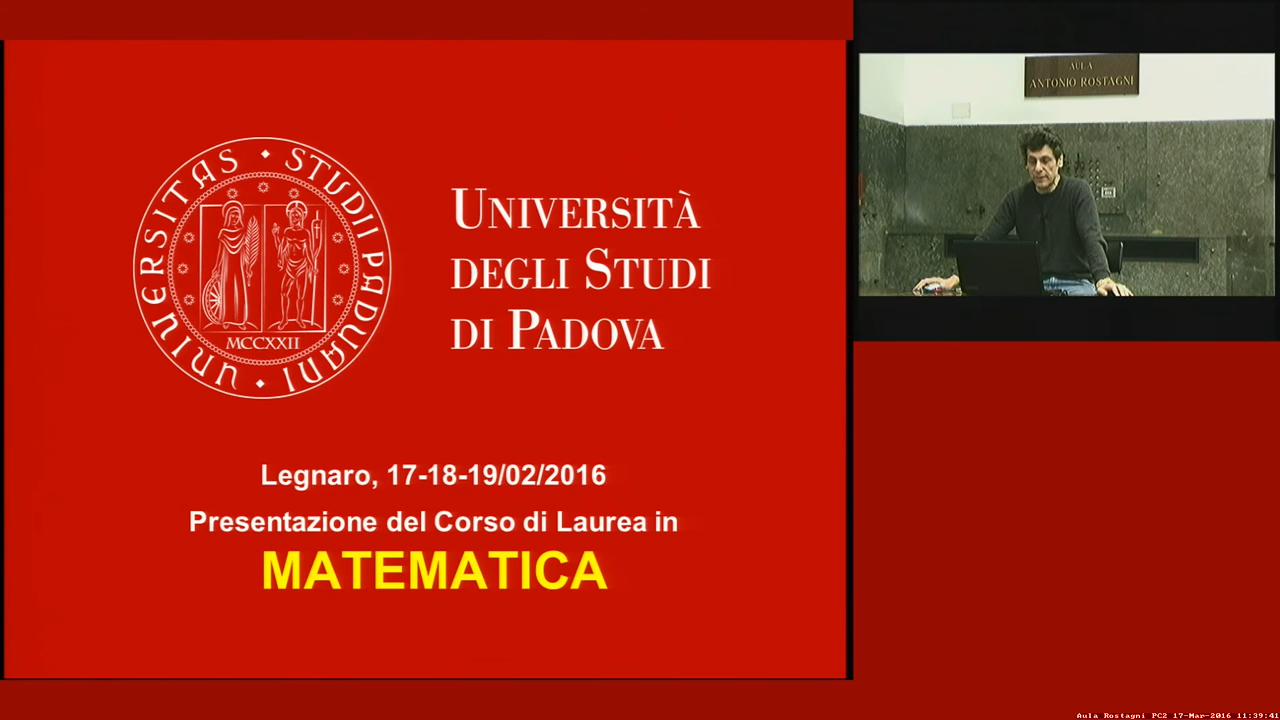 UNIVERSITAS • STUDII PADUANI •
MCCXXII
UNIVERSITÀ
DEGLI STUDI
DI PADOVA
Legnaro, 17-18-19/02/2016
Presentazione del Corso di Laurea in
MATEMATICA
AULA
ANTONIO ROSTAGNI
Aula Rostagni PC2 17-Mar-2016 11:39:41